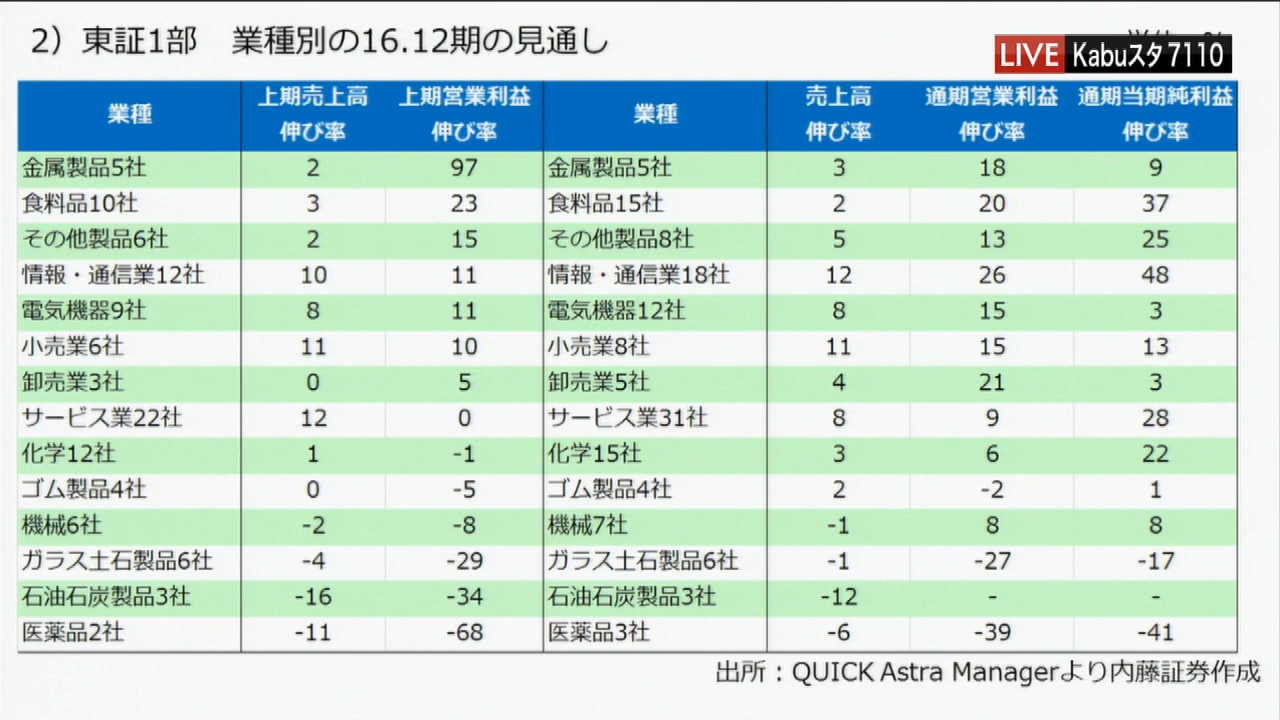 2）東証1部　業種別の16.12期の見通し
LIVE Kabuスタ7110
業種 上期売上高伸び率 上期営業利益伸び率 業種 売上高伸び率 通期営業利益伸び率 通期当期純利益伸び率
金属製品5社 2 97 金属製品5社 3 18 9
食料品10社 3 23 食料品15社 2 20 37
その他製品6社 2 15 その他製品8社 5 13 25
情報・通信業12社 10 11 情報・通信業18社 12 26 48
電気機器9社 8 11 電気機器12社 8 15 3
小売業6社 11 10 小売業8社 11 15 13
卸売業3社 0 5 卸売業5社 4 21 3
サービス業22社 12 0 サービス業31社 8 9 28
化学12社 1 -1 化学15社 3 6 22
ゴム製品4社 0 -5 ゴム製品4社 2 -2 1
機械6社 -2 -8 機械7社 -1 8 8
ガラス土石製品6社 -4 -29 ガラス土石製品6社 -1 -27 -17
石油石炭製品3社 -16 -34 石油石炭製品3社 -12 - -
医薬品2社 -11 -68 医薬品3社 -6 -39 -41
出所：QUICK Astra Managerより内藤証券作成